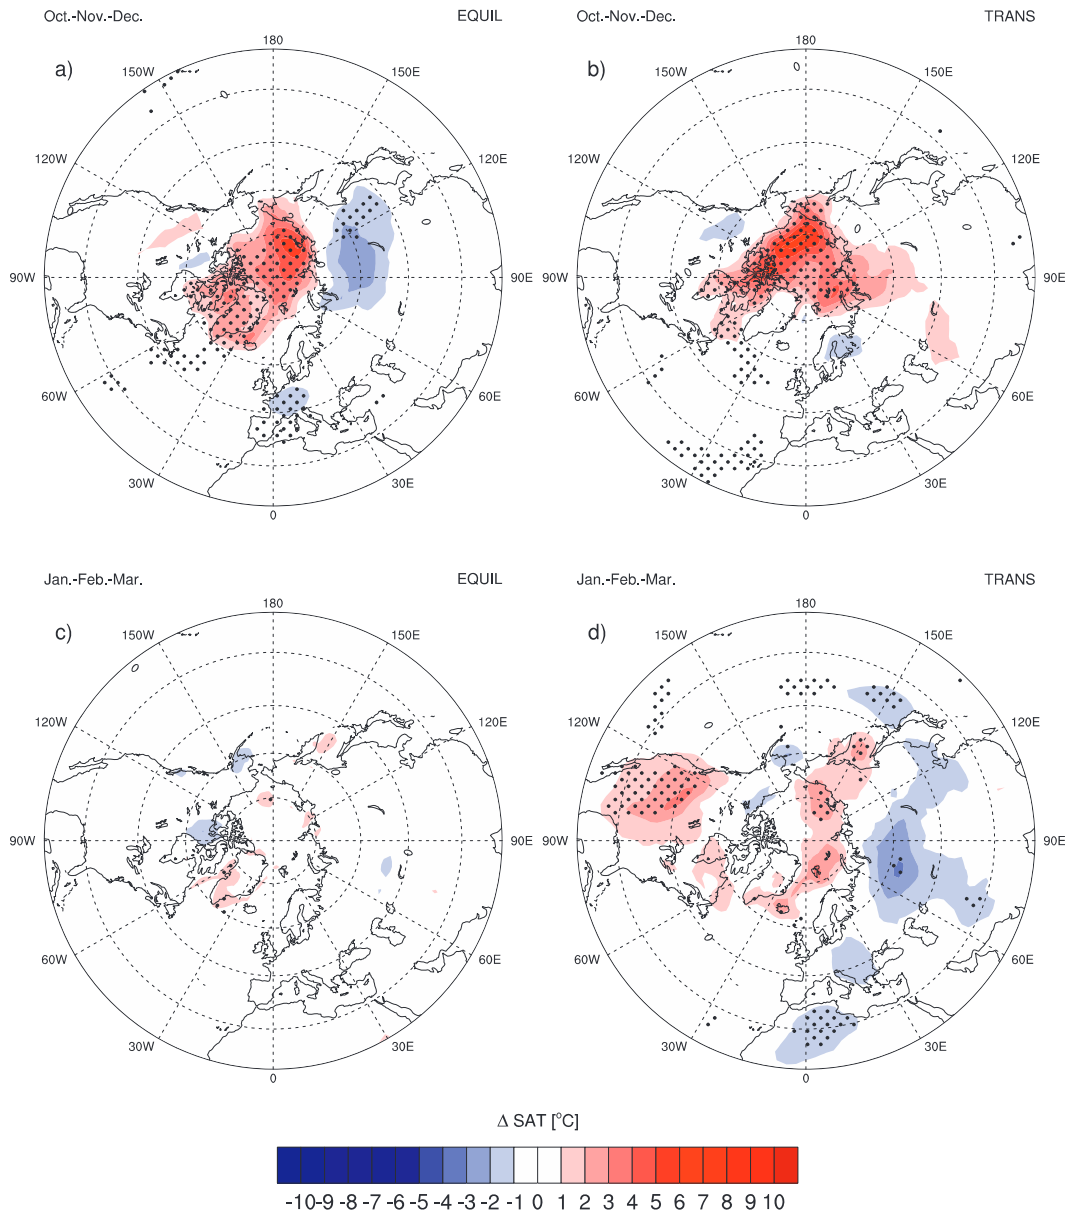 Oct.-Nov.-Dec. EQUIL
a)
180
150W 150E
120W 120E
90W 90E
60W 60E
30W 30E
0
Oct.-Nov.-Dec. TRANS
b)
180
150W 150E
120W 120E
90W 90E
60W 60E
30W 30E
0
Jan.-Feb.-Mar. EQUIL
c)
180
150W 150E
120W 120E
90W 90E
60W 60E
30W 30E
0
Jan.-Feb.-Mar. TRANS
d)
180
150W 150E
120W 120E
90W 90E
60W 60E
30W 30E
0
Δ SAT [°C]
-10 -9 -8 -7 -6 -5 -4 -3 -2 -1 0 1 2 3 4 5 6 7 8 9 10